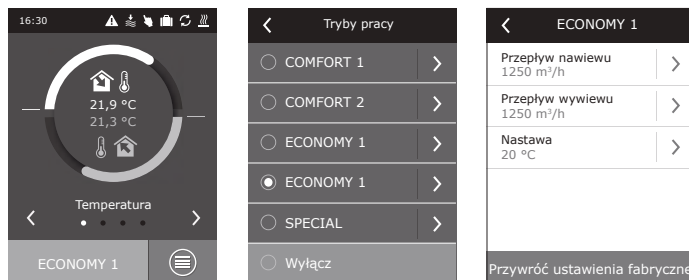 16:30
21,9 °C
21,3 °C
Temperatura
ECONOMY 1
Tryby pracy
COMFORT 1
COMFORT 2
ECONOMY 1
ECONOMY 1
SPECIAL
Wyłącz
ECONOMY 1
Przepływ nawiewu
1250 m³/h
Przepływ wywiewu
1250 m³/h
Nastawa
20 °C
Przywróć ustawienia fabryczne